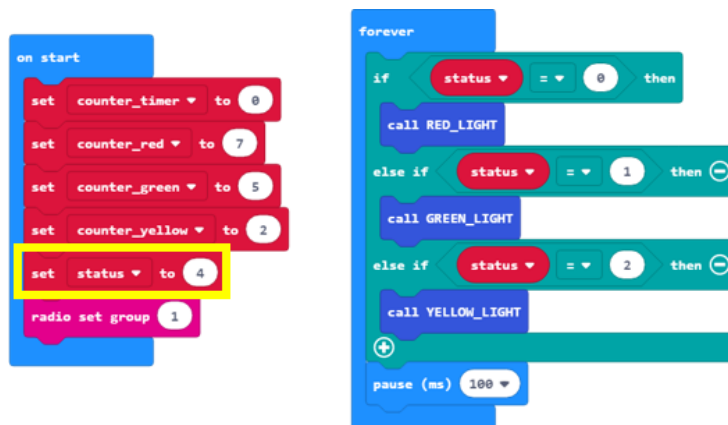 on start
set counter_timer to 0
set counter_red to 7
set counter_green to 5
set counter_yellow to 2
set status to 4
radio set group 1
forever
if status = 0 then
call RED_LIGHT
else if status = 1 then
call GREEN_LIGHT
else if status = 2 then
call YELLOW_LIGHT
pause (ms) 100